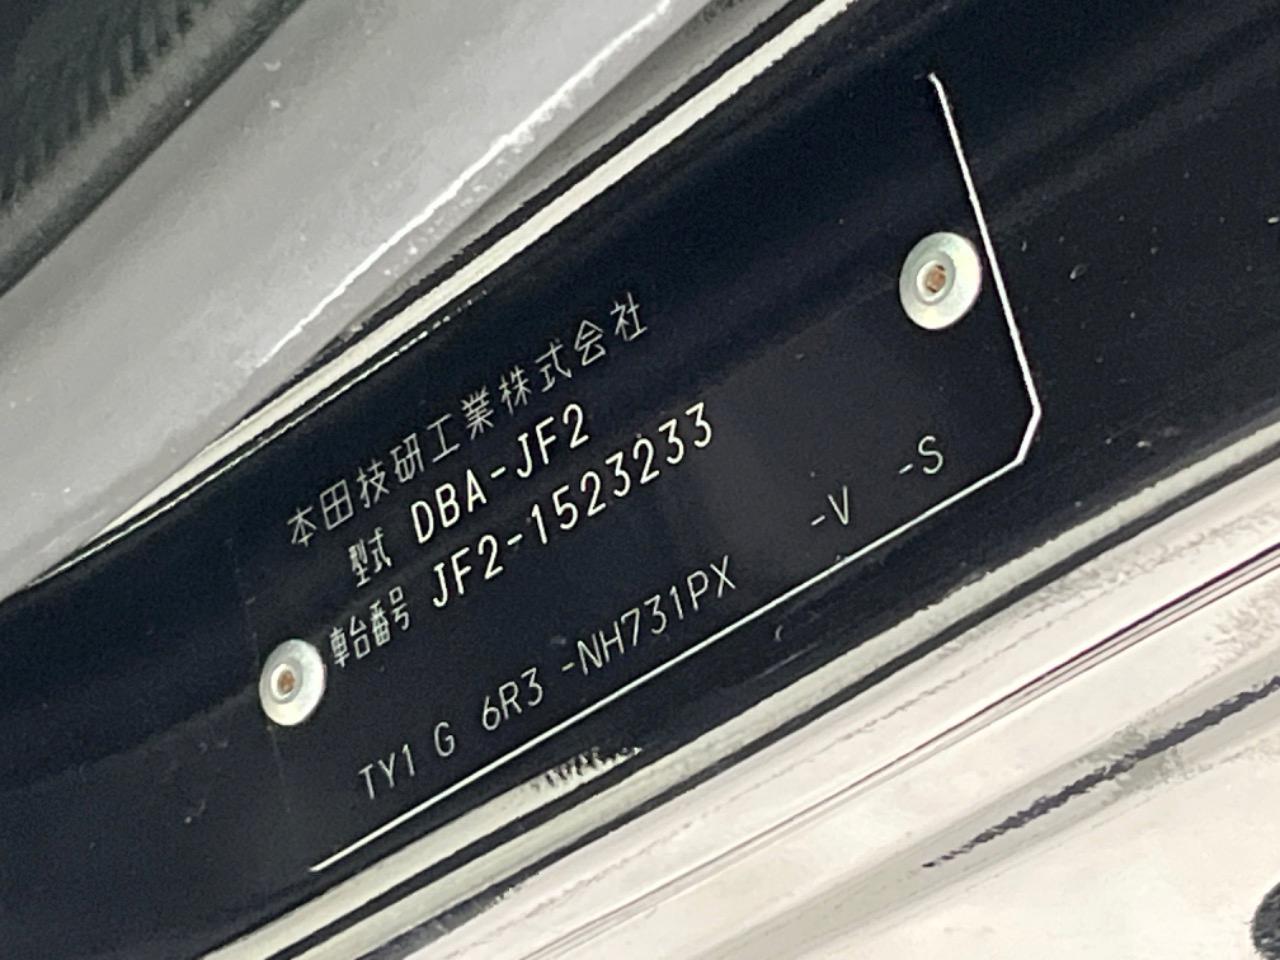 本田技研工業株式会社
型式 DBA-JF2
車台番号 JF2-1523233
TY1 G 6R3 -NH731PX -V -S